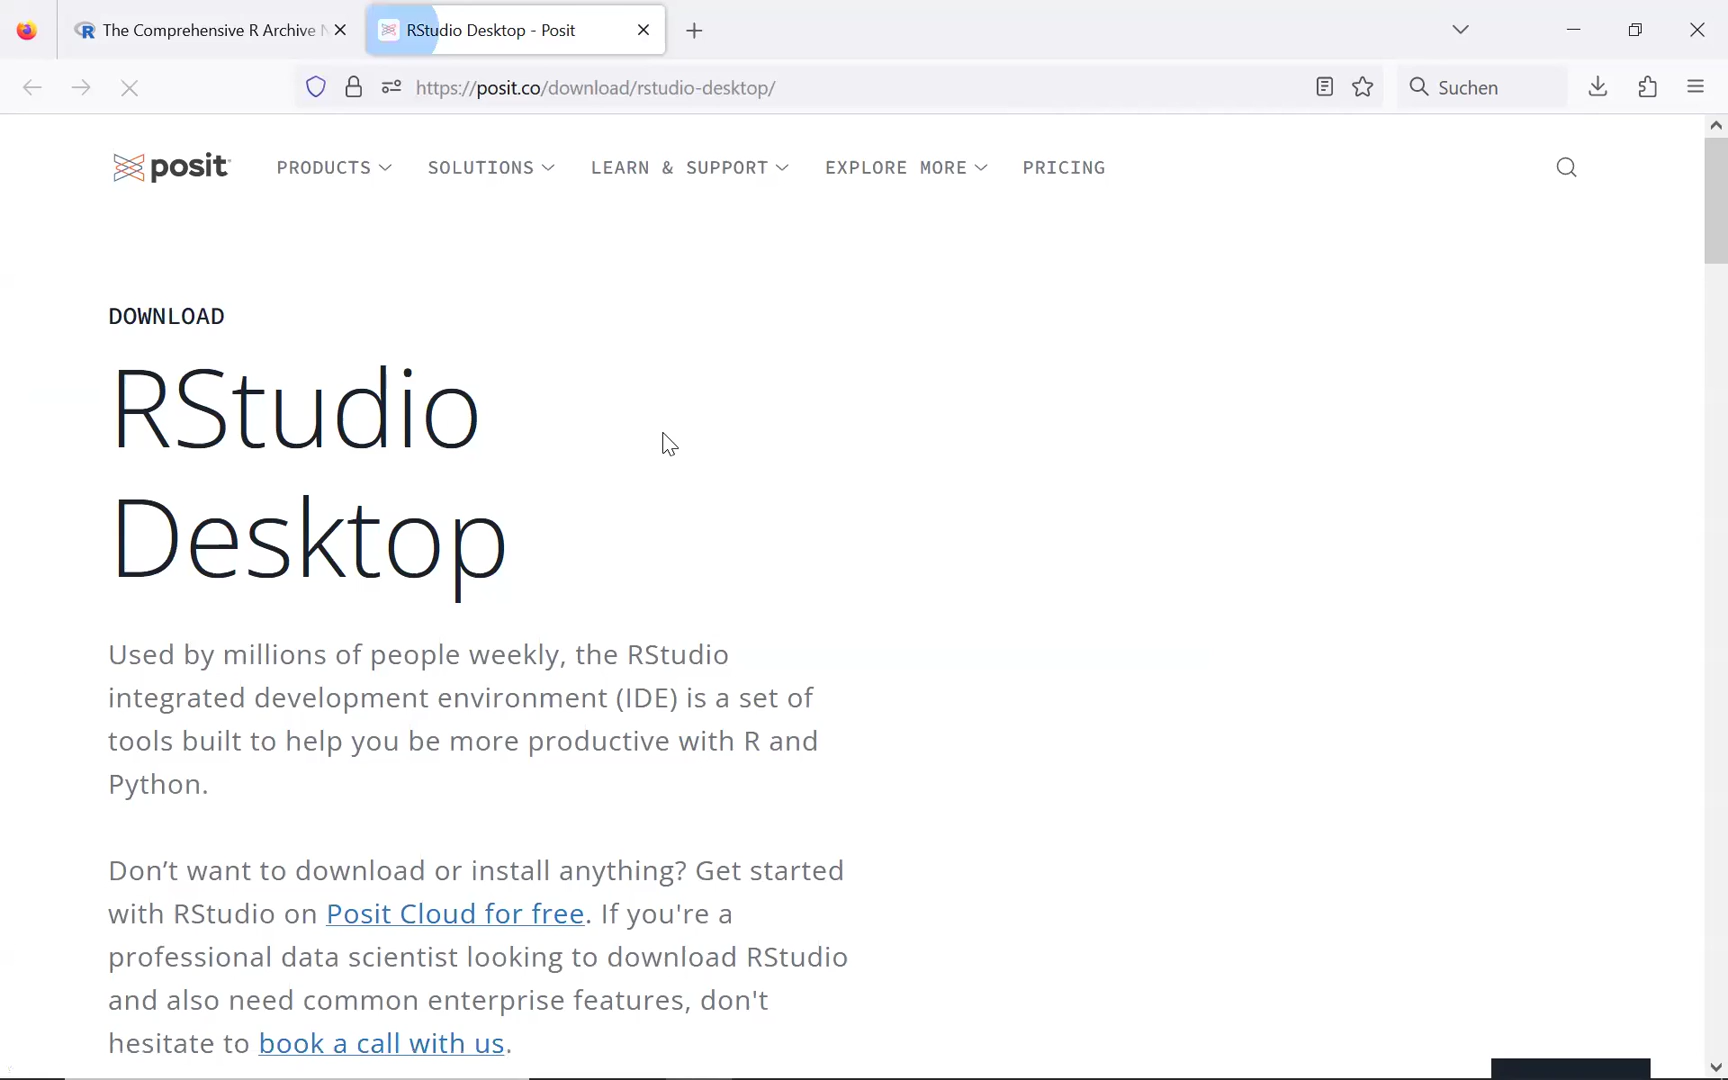 The Comprehensive R Archive
RStudio Desktop - Posit
https://posit.co/download/rstudio-desktop/
Suchen
posit
PRODUCTS
SOLUTIONS
LEARN & SUPPORT
EXPLORE MORE
PRICING
DOWNLOAD
RStudio
Desktop
Used by millions of people weekly, the RStudio
integrated development environment (IDE) is a set of
tools built to help you be more productive with R and
Python.
Don’t want to download or install anything? Get started
with RStudio on Posit Cloud for free. If you're a
professional data scientist looking to download RStudio
and also need common enterprise features, don't
hesitate to book a call with us.